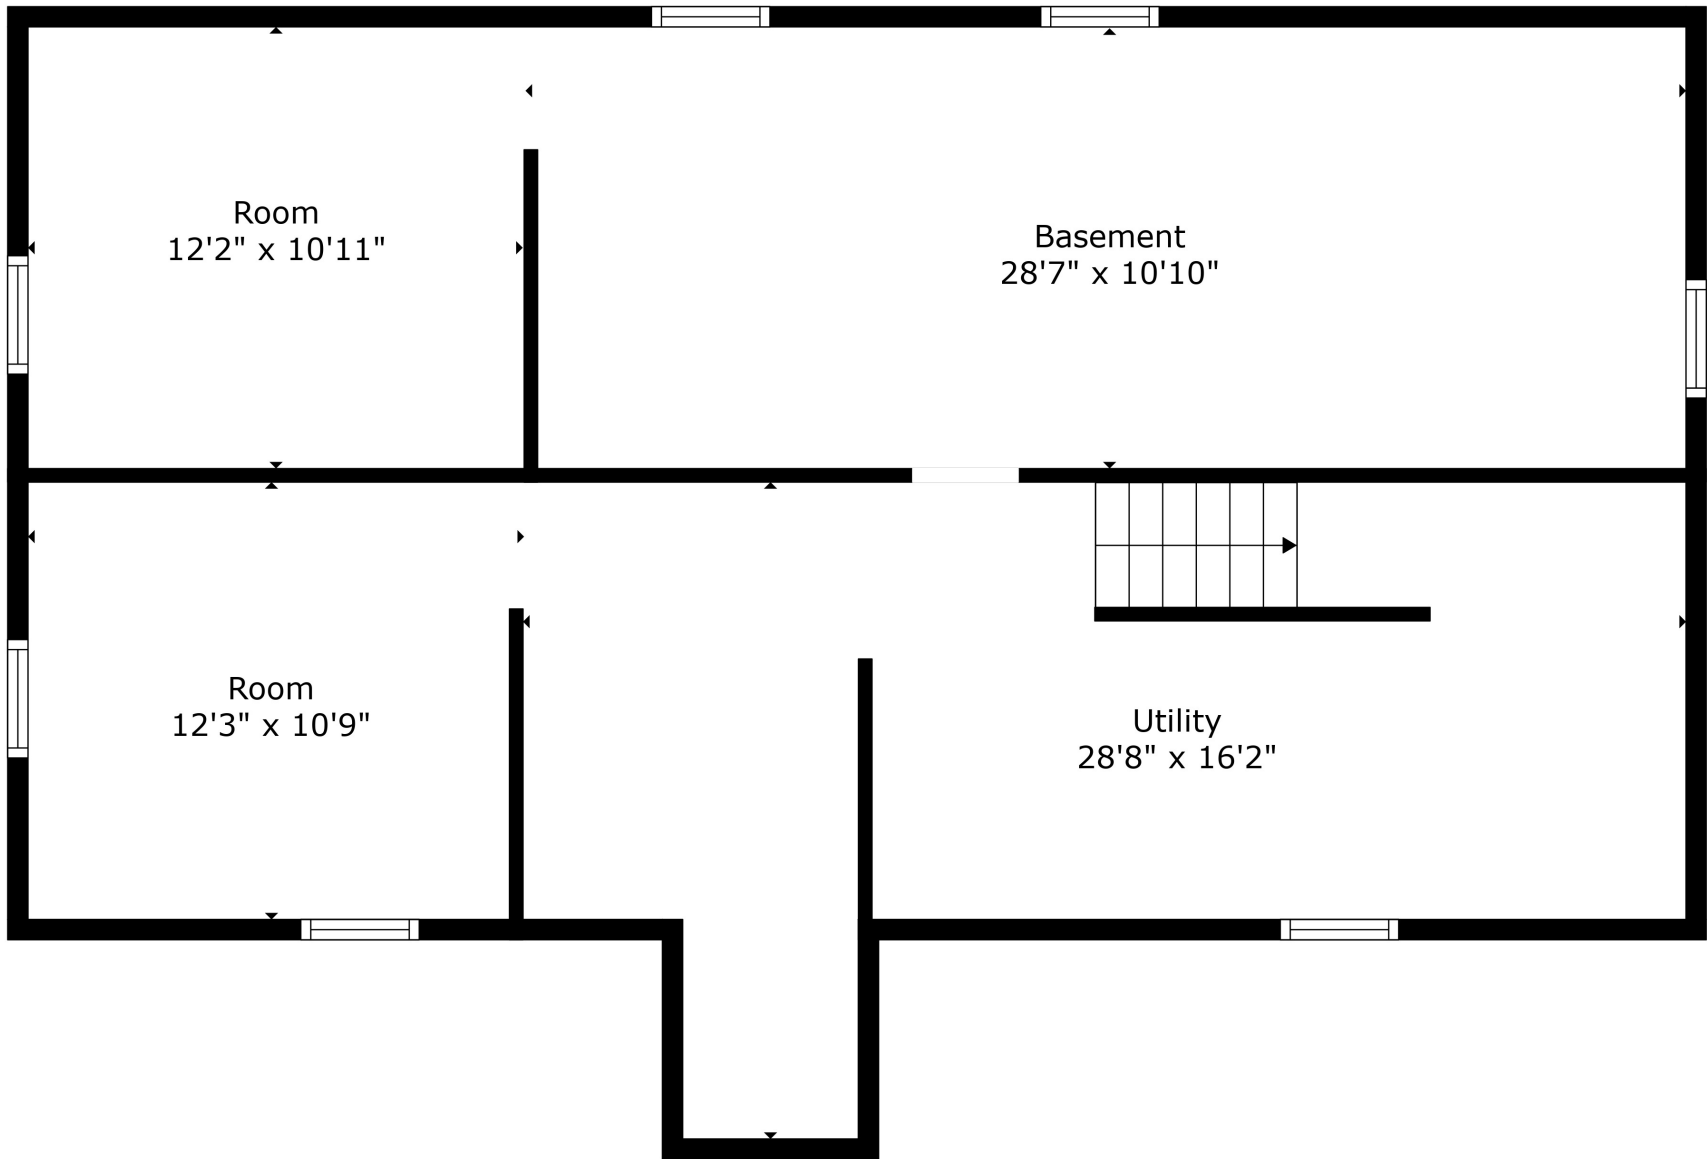 Room
12'2" x 10'11"
Basement
28'7" x 10'10"
Room
12'3" x 10'9"
Utility
28'8" x 16'2"